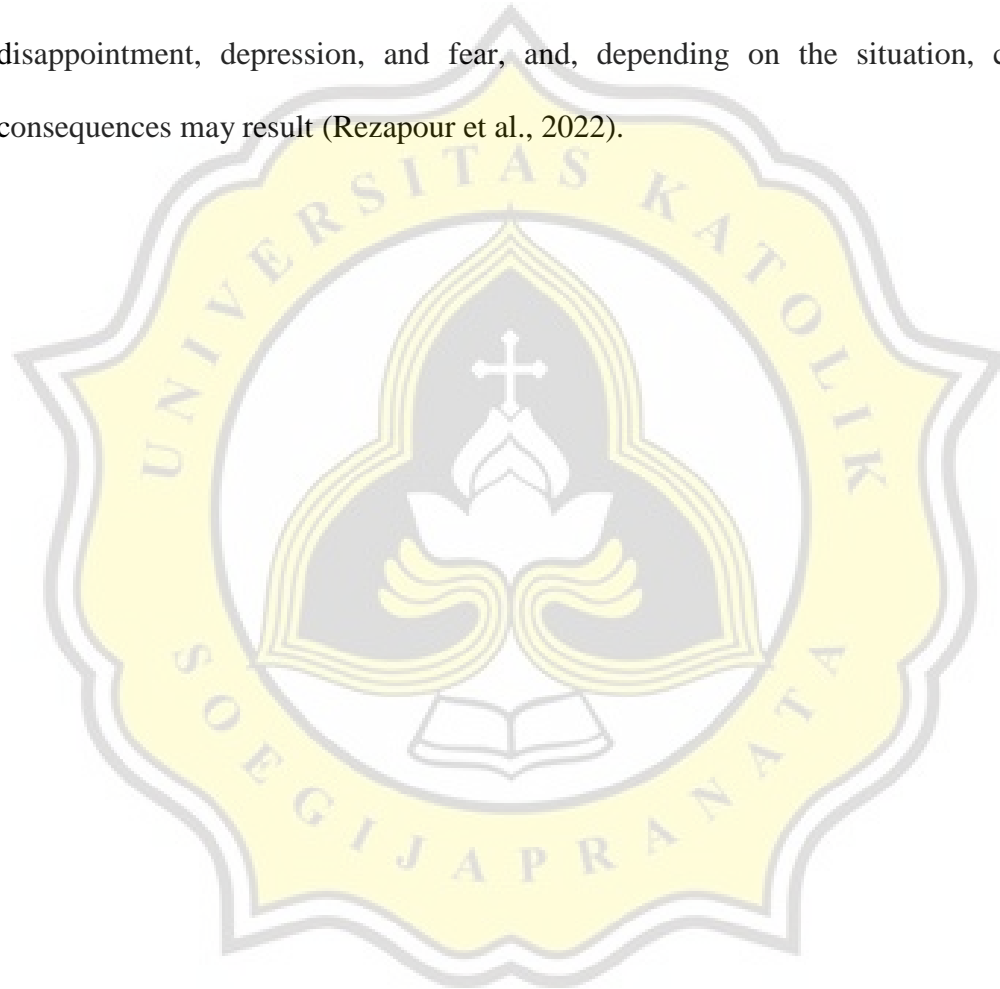 disappointment, depression, and fear, and, depending on the situation,
consequences may result (Rezapour et al., 2022).
UNIVERSITAS KATOLIK
SOEGIJAPRANATA